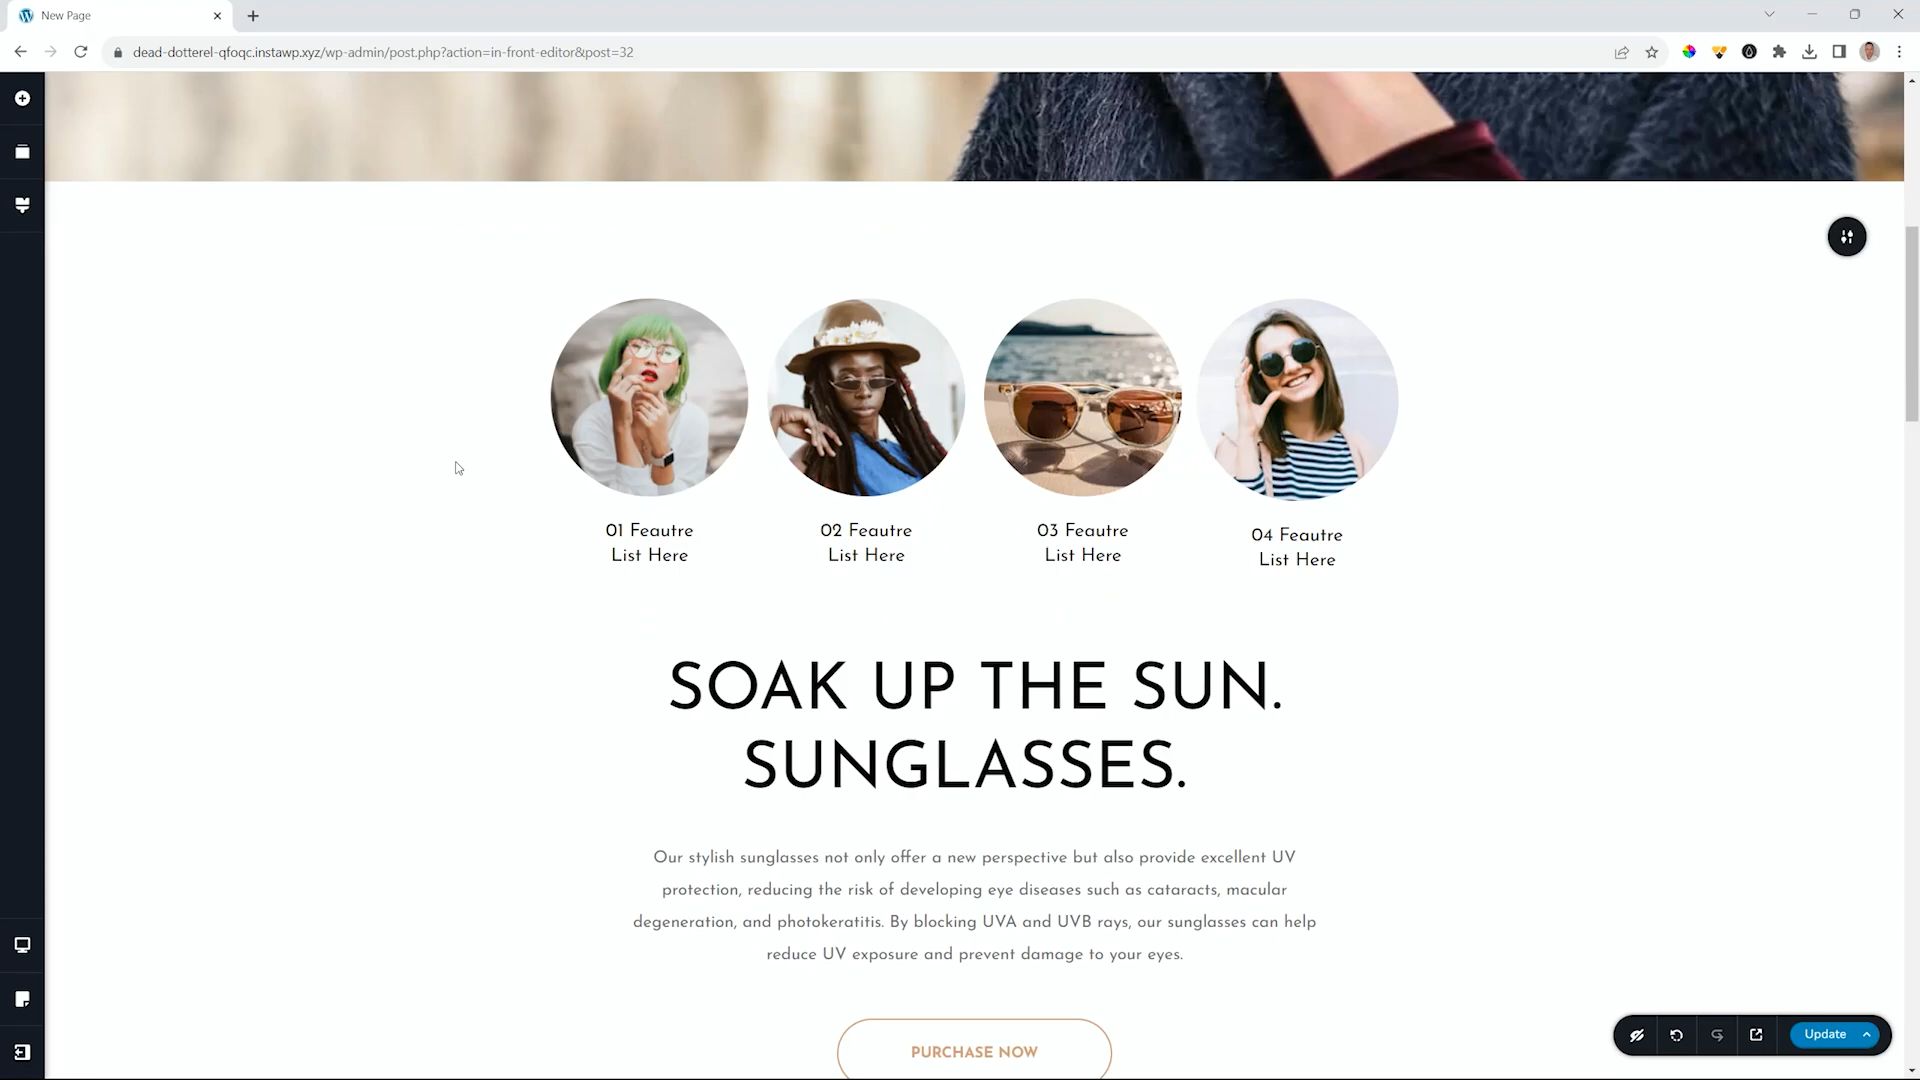 New Page
dead-dotterel-qfoqc.instawp.xyz/wp-admin/post.php?action=in-front-editor&post=32
01 Feautre
List Here
02 Feautre
List Here
03 Feautre
List Here
04 Feautre
List Here
SOAK UP THE SUN.
SUNGLASSES.
Our stylish sunglasses not only offer a new perspective but also provide excellent UV
protection, reducing the risk of developing eye diseases such as cataracts, macular
degeneration, and photokeratitis. By blocking UVA and UVB rays, our sunglasses can help
reduce UV exposure and prevent damage to your eyes.
PURCHASE NOW
Update